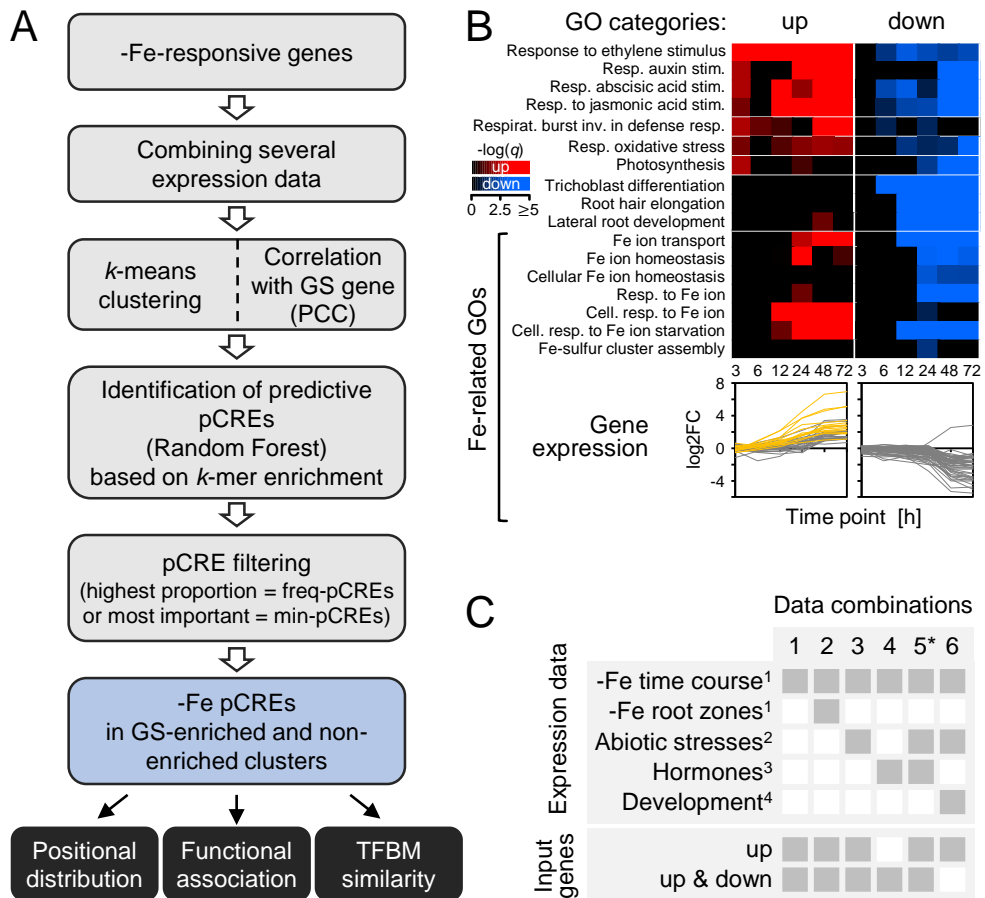 A
-Fe-responsive genes
Combining several
expression data
k-means
clustering
Correlation
with GS gene
(PCC)
Identification of predictive
pCREs
(Random Forest)
based on k-mer enrichment
pCRE filtering
(highest proportion = freq-pCREs
or most important = min-pCREs)
-Fe pCREs
in GS-enriched and non-
enriched clusters
Positional
distribution
Functional
association
TFBM
similarity
B
GO categories: up down
Response to ethylene stimulus
Resp. auxin stim.
Resp. abscisic acid stim.
Resp. to jasmonic acid stim.
Respirat. burst inv. in defense resp.
Resp. oxidative stress
Photosynthesis
Trichoblast differentiation
Root hair elongation
Lateral root development
Fe ion transport
Fe ion homeostasis
Cellular Fe ion homeostasis
Resp. to Fe ion
Cell. resp. to Fe ion
Cell. resp. to Fe ion starvation
Fe-sulfur cluster assembly
-log(q)
up
down
0 2.5 ≥5
Fe-related GOs
3 6 12 24 48 72 3 6 12 24 48 72
Gene
expression
log2FC
8
4
0
-4
Time point [h]
C
Data combinations
1 2 3 4 5* 6
Expression data
-Fe time course¹
-Fe root zones¹
Abiotic stresses²
Hormones³
Development⁴
Input
genes
up
up & down